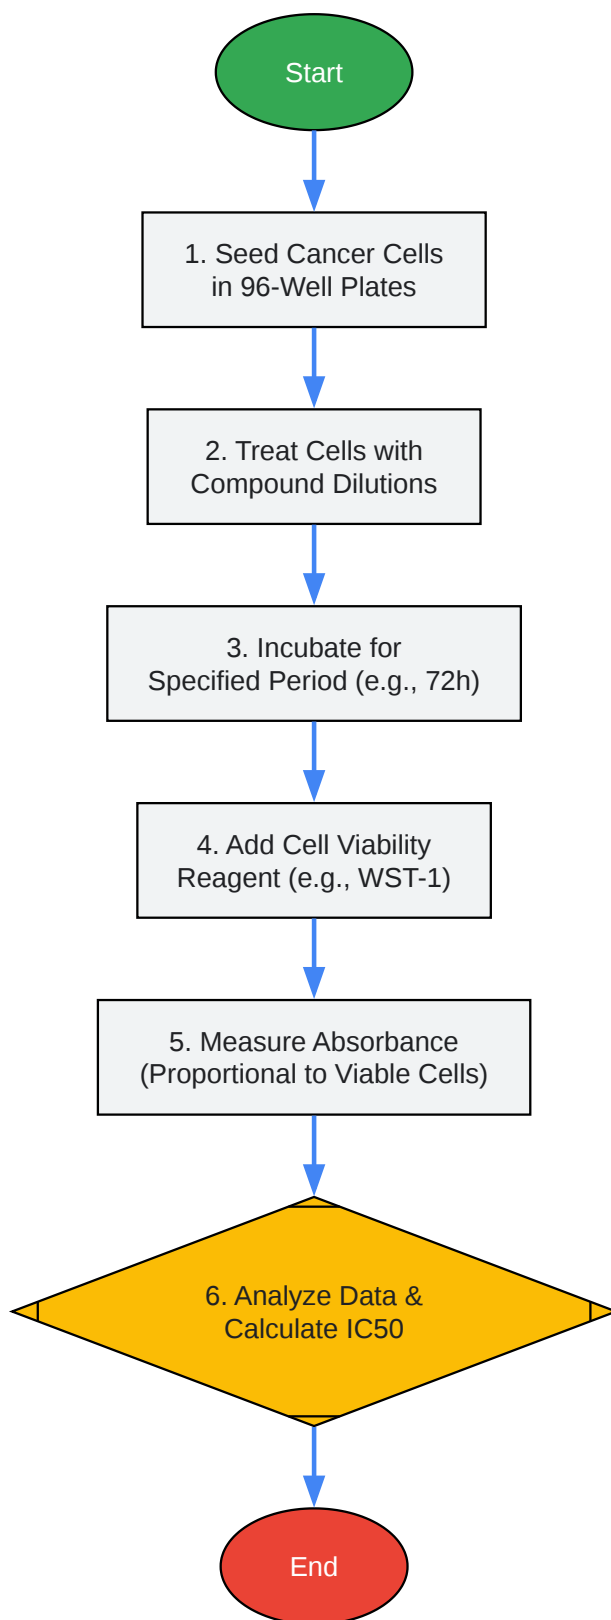 Start
1. Seed Cancer Cells
in 96-Well Plates
2. Treat Cells with
Compound Dilutions
3. Incubate for
Specified Period (e.g., 72h)
4. Add Cell Viability
Reagent (e.g., WST-1)
5. Measure Absorbance
(Proportional to Viable Cells)
6. Analyze Data &
Calculate IC50
End